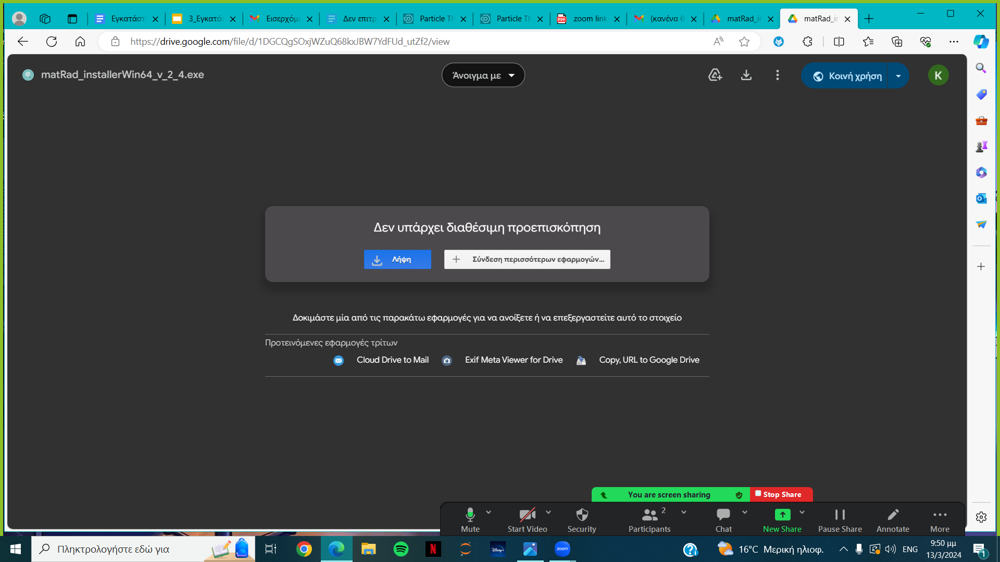 Εγκατάστ
3_Εγκατά
Εισερχόμε
Δεν επιτρ
Particle Th
Particle Th
zoom link.
(κανένα θ
matRad_in
matRad_in
https://drive.google.com/file/d/1DGCQgSOxjWZuQ68kxJBW7YdFUd_utZf2/view
matRad_installerWin64_v_2_4.exe
Άνοιγμα με
Κοινή χρήση
K
Δεν υπάρχει διαθέσιμη προεπισκόπηση
Λήψη
Σύνδεση περισσότερων εφαρμογών...
Δοκιμάστε μία από τις παρακάτω εφαρμογές για να ανοίξετε ή να επεξεργαστείτε αυτό το στοιχείο
Προτεινόμενες εφαρμογές τρίτων
Cloud Drive to Mail
Exif Meta Viewer for Drive
Copy, URL to Google Drive
You are screen sharing
Stop Share
Mute
Start Video
Security
Participants
2
Chat
New Share
Pause Share
Annotate
More
Πληκτρολογήστε εδώ για
zoom
16°C Μερική ηλιοφ.
ENG
9:50 μμ
13/3/2024
1